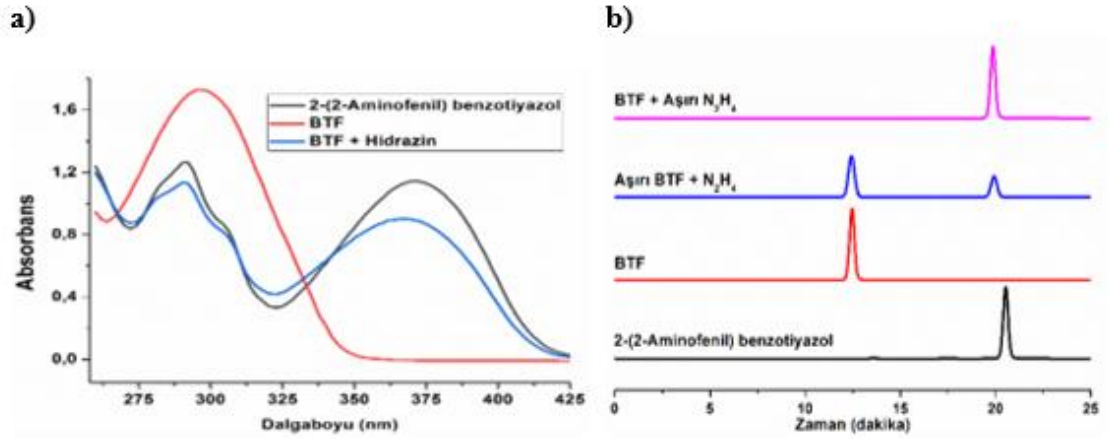 a)
2-(2-Aminofenil) benzotiyazol
BTF
BTF + Hidrazin
1,6
1,2
0,8
0,4
0,0
Absorbans
275 300 325 350 375 400 425
Dalgaboyu (nm)
b)
BTF + Aşırı N2H4
Aşırı BTF + N2H4
BTF
2-(2-Aminofenil) benzotiyazol
0 5 10 15 20 25
Zaman (dakika)